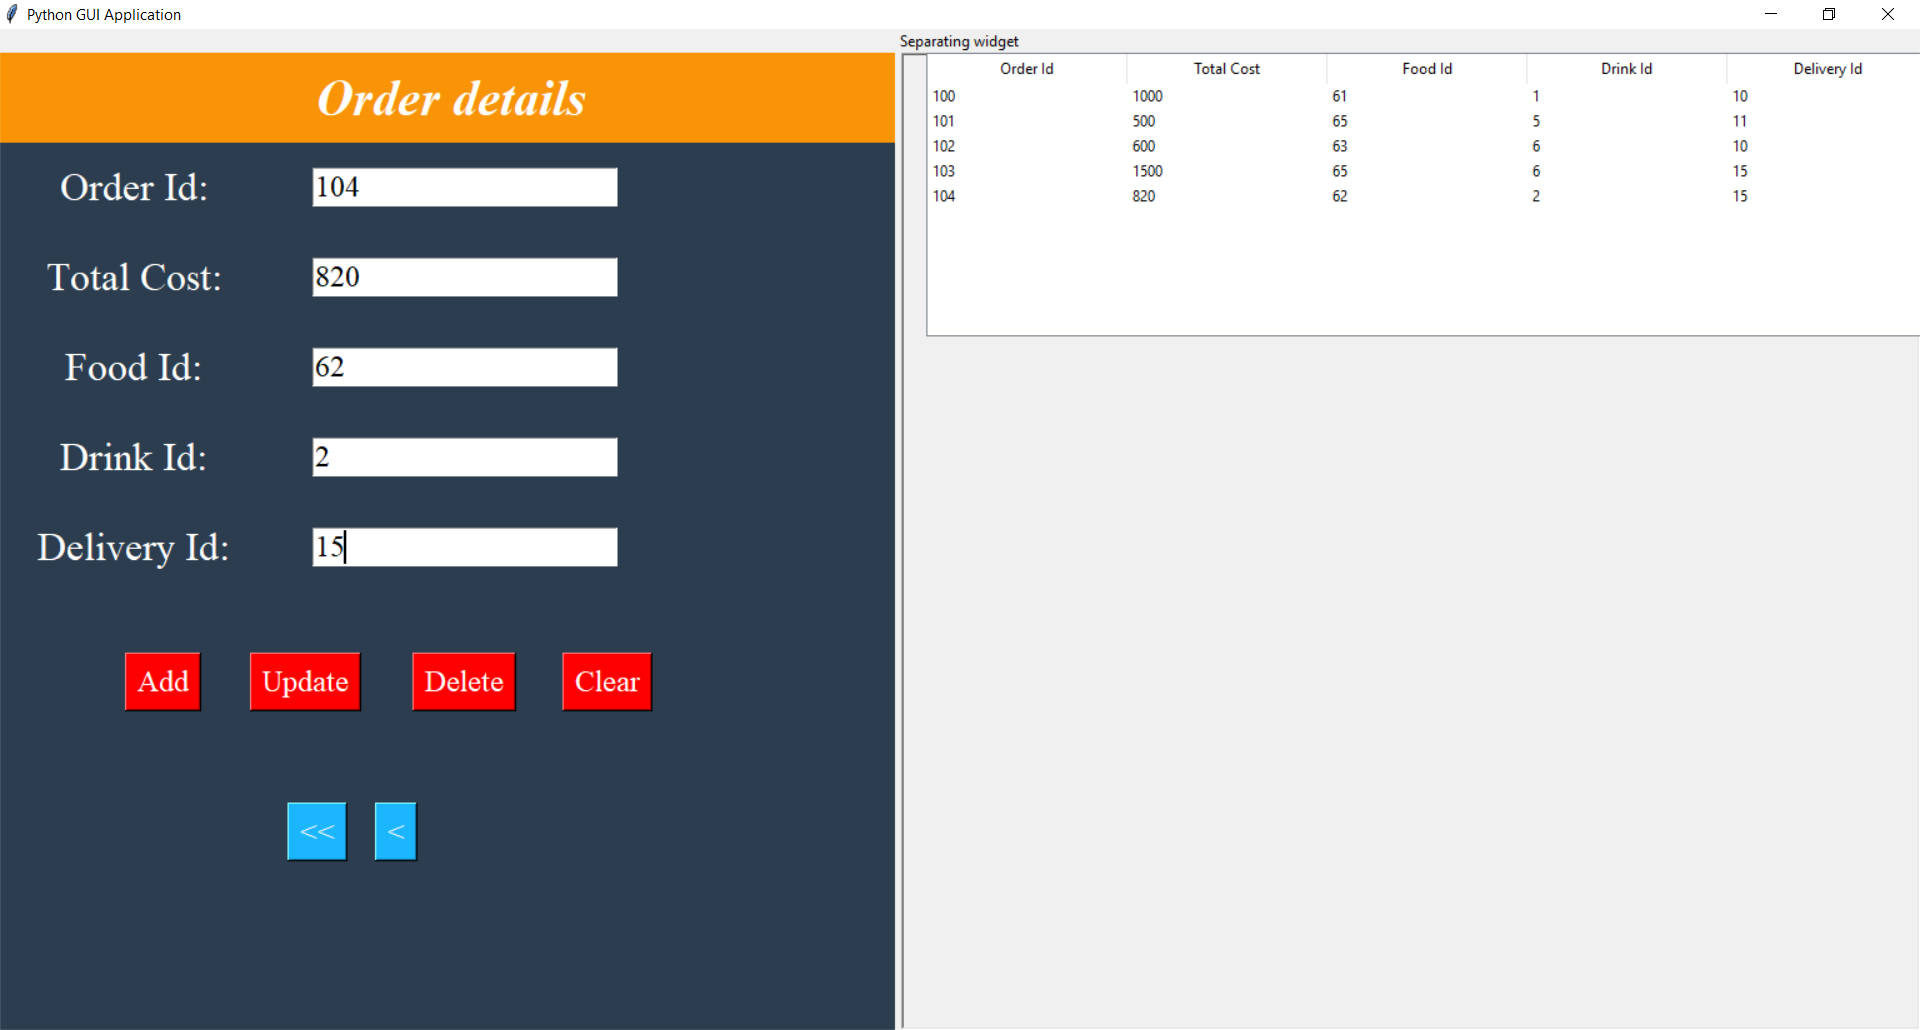 Python GUI Application
Separating widget
Order details
Order Id: 104
Total Cost: 820
Food Id: 62
Drink Id: 2
Delivery Id: 15
Add Update Delete Clear
<< <
Order Id Total Cost Food Id Drink Id Delivery Id
100 1000 61 1 10
101 500 65 5 11
102 600 63 6 10
103 1500 65 6 15
104 820 62 2 15